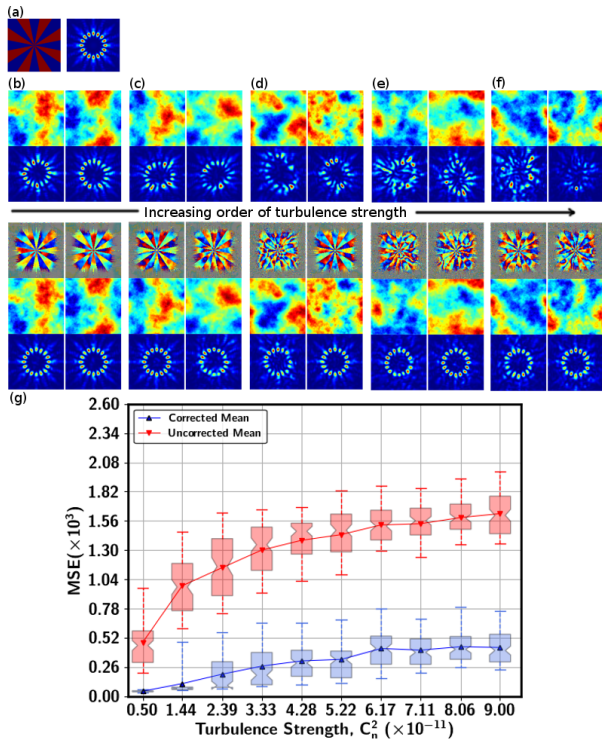 (a)
(b) (c) (d) (e) (f)
Increasing order of turbulence strength
(g)
Corrected Mean
Uncorrected Mean
2.60
2.34
2.08
1.82
1.56
1.30
1.04
0.78
0.52
0.26
0.00
MSE(×10³)
0.50 1.44 2.39 3.33 4.28 5.22 6.17 7.11 8.06 9.00
Turbulence Strength, C²ₙ (×10⁻¹¹)